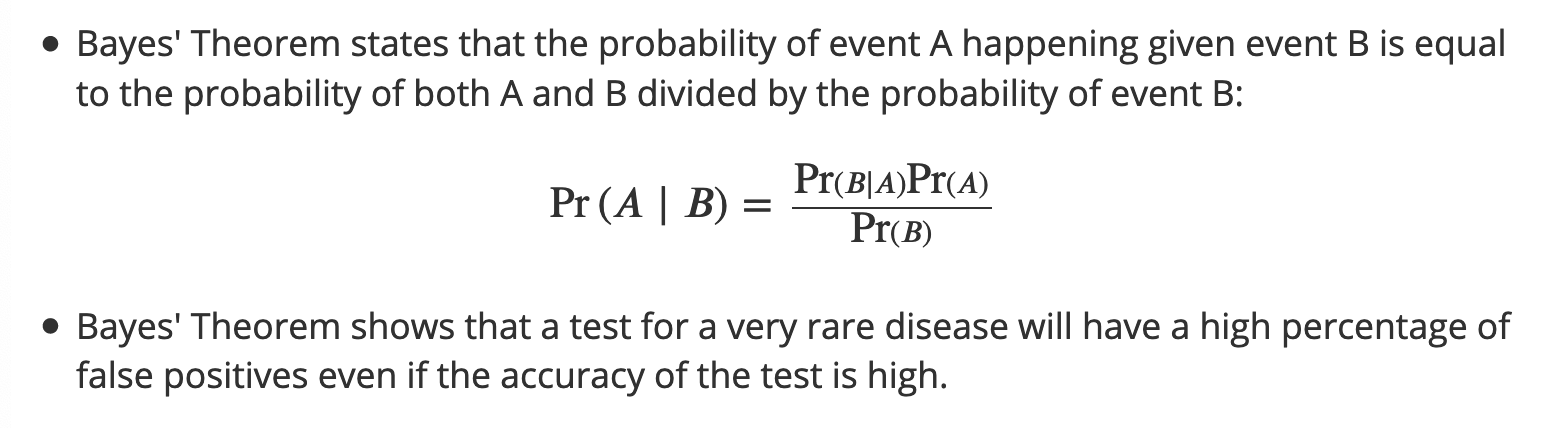 • Bayes' Theorem states that the probability of event A happening given event B is equal
to the probability of both A and B divided by the probability of event B:
Pr (A | B) = Pr(B|A)Pr(A) / Pr(B)
• Bayes' Theorem shows that a test for a very rare disease will have a high percentage of
false positives even if the accuracy of the test is high.